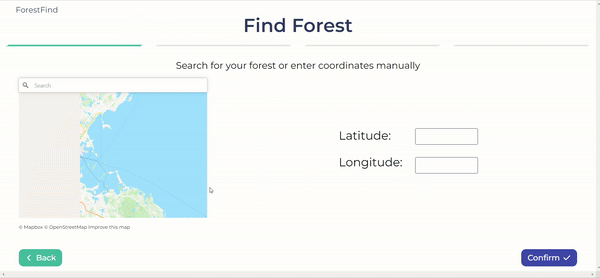 ForestFind
Find Forest
Search for your forest or enter coordinates manually
Search
Latitude:
Longitude:
© Mapbox © OpenStreetMap Improve this map
Back
Confirm